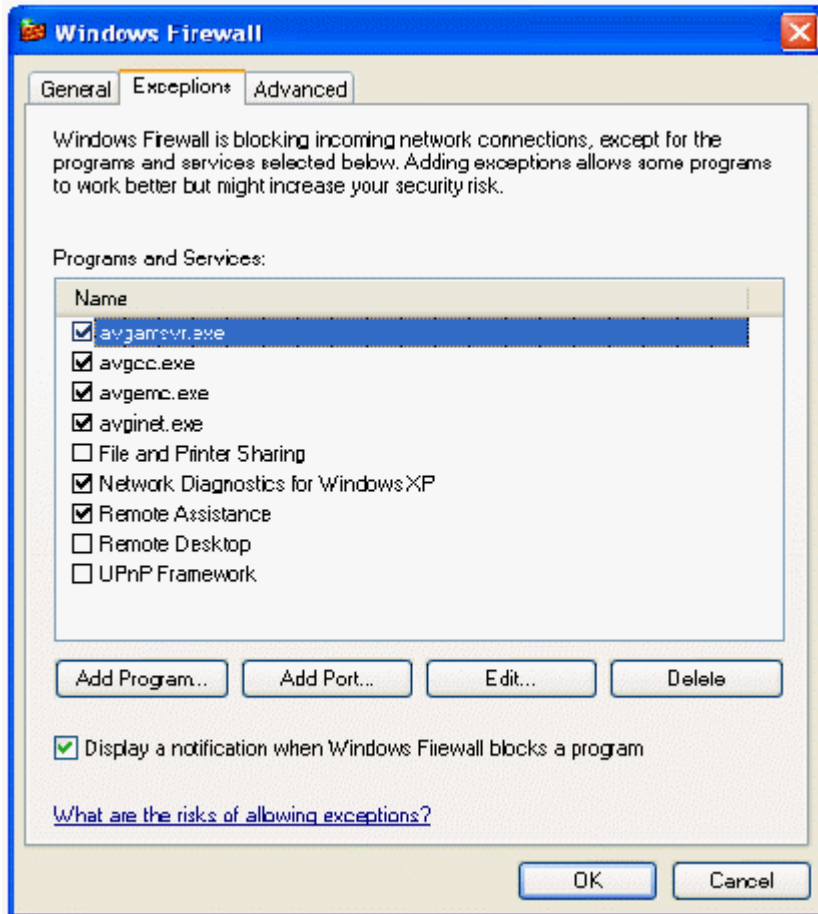 Windows Firewall
General
Exceptions
Advanced
Windows Firewall is blocking incoming network connections, except for the
programs and services selected below. Adding exceptions allows some programs
to work better but might increase your security risk.
Programs and Services:
Name
avgamsvr.exe
avgcc.exe
avgemc.exe
avginet.exe
File and Printer Sharing
Network Diagnostics for Windows XP
Remote Assistance
Remote Desktop
UPnP Framework
Add Program...
Add Port...
Edit...
Delete
Display a notification when Windows Firewall blocks a program
What are the risks of allowing exceptions?
OK
Cancel